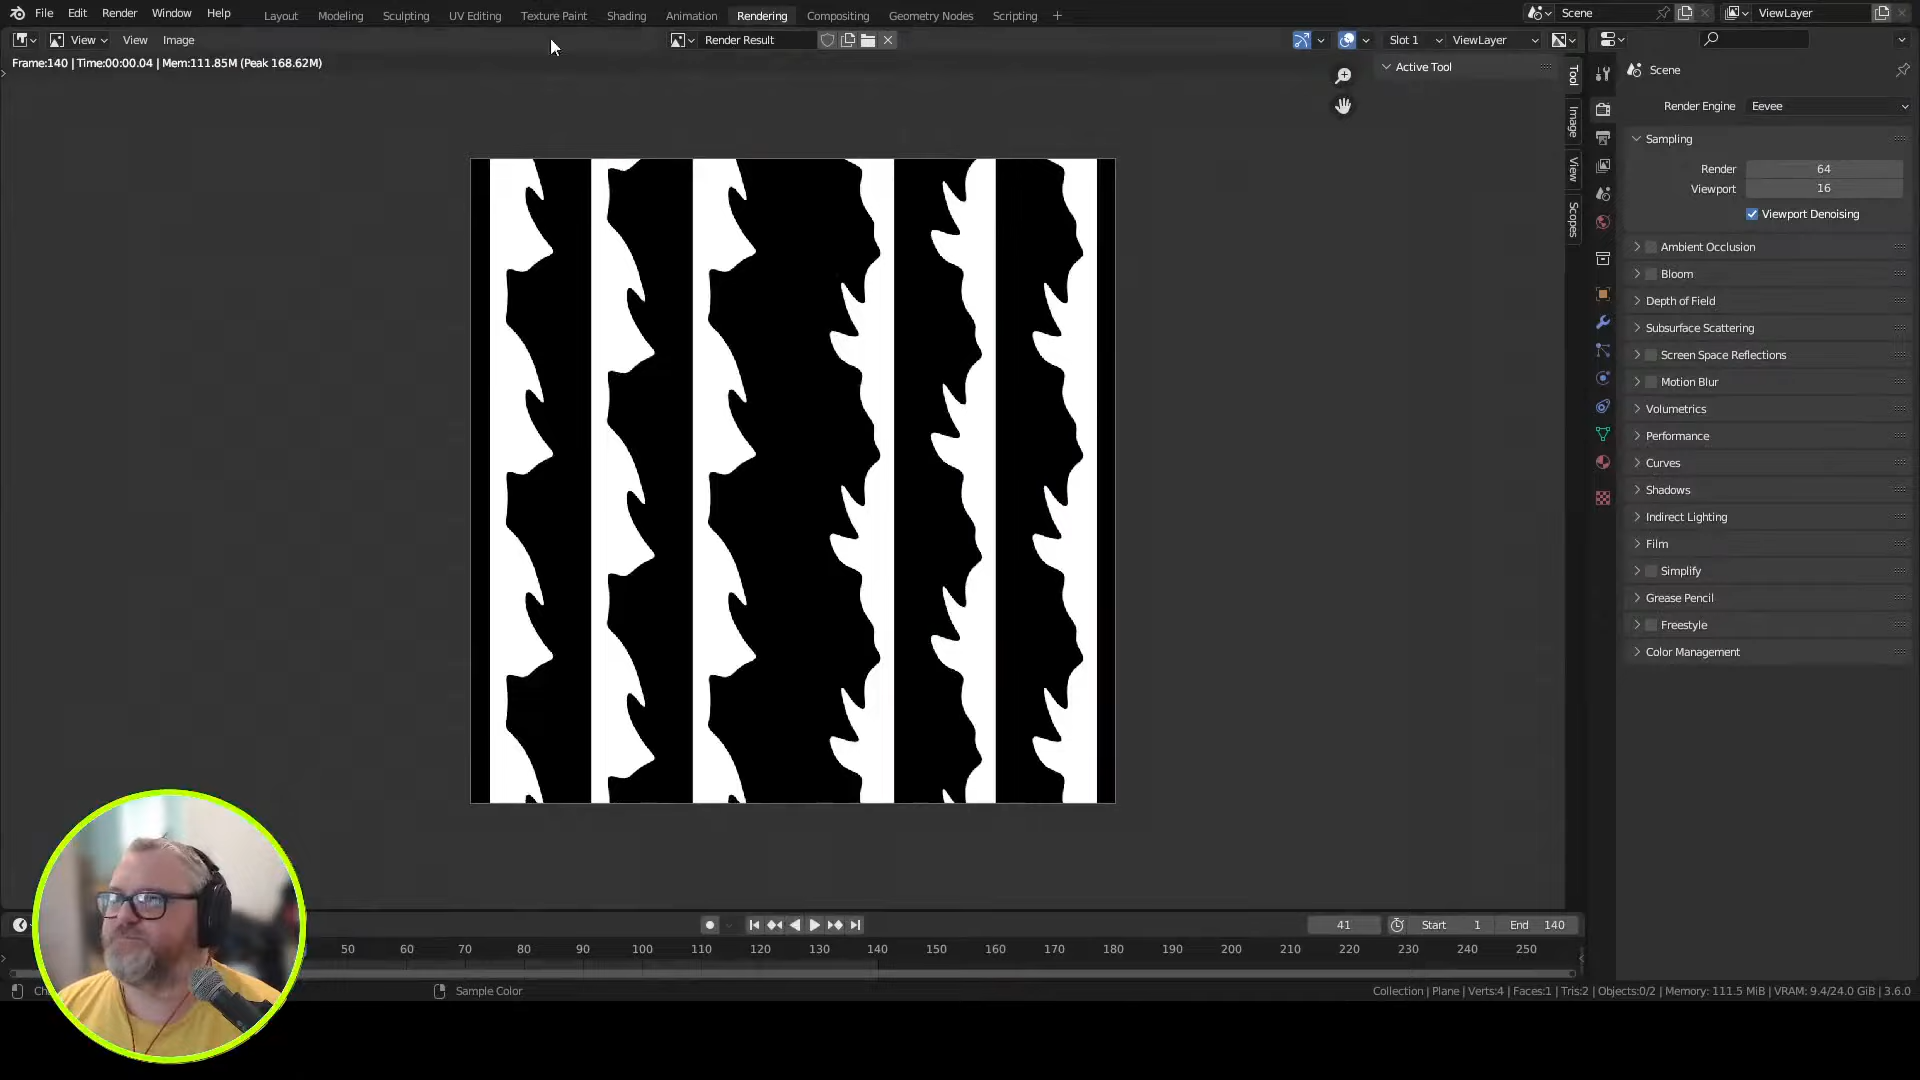 File Edit Render Window Help Layout Modeling Sculpting UV Editing Texture Paint Shading Animation Rendering Compositing Geometry Nodes Scripting + Scene ViewLayer
View View Image Render Result Slot 1 ViewLayer
Frame:140 | Time:00:00.04 | Mem:111.85M (Peak 168.62M)
Active Tool
Tool
Image
View
Scopes
Scene
Render Engine Eevee
Sampling
Render 64
Viewport 16
Viewport Denoising
Ambient Occlusion
Bloom
Depth of Field
Subsurface Scattering
Screen Space Reflections
Motion Blur
Volumetrics
Performance
Curves
Shadows
Indirect Lighting
Film
Simplify
Grease Pencil
Freestyle
Color Management
41 Start 1 End 140
50 60 70 80 90 100 110 120 130 140 150 160 170 180 190 200 210 220 230 240 250
Sample Color
Collection | Plane | Verts:4 | Faces:1 | Tris:2 | Objects:0/2 | Memory: 111.5 MiB | VRAM: 9.4/24.0 GiB | 3.6.0